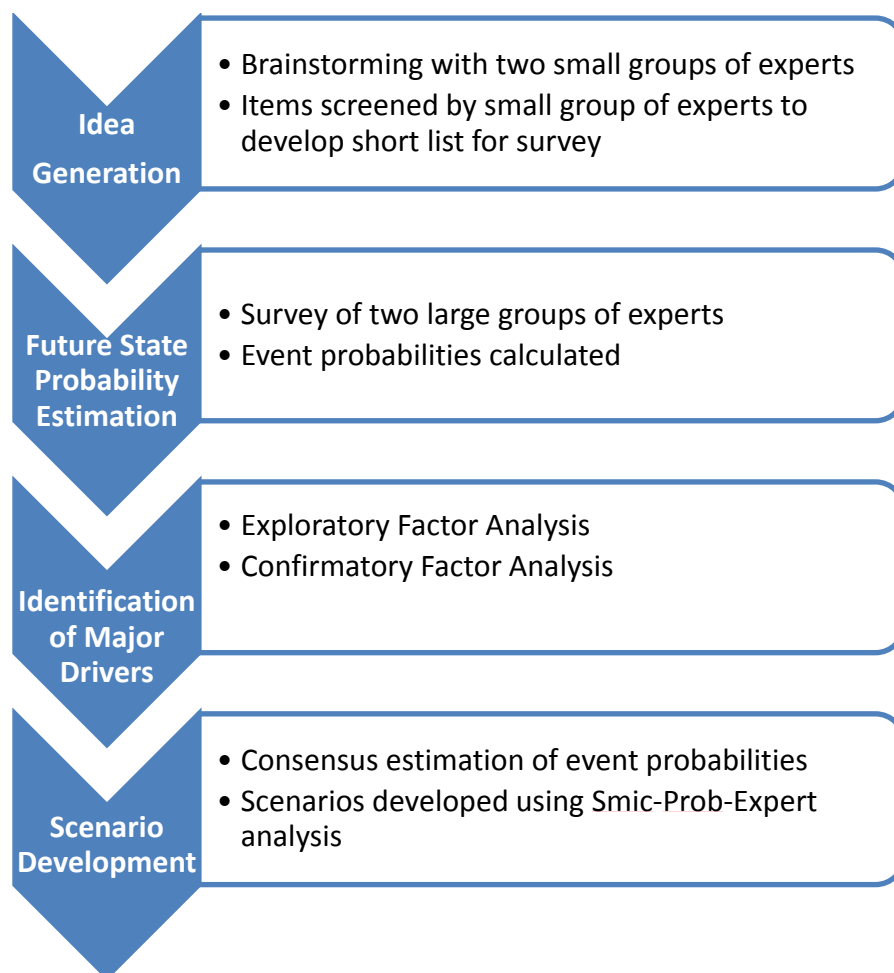 Idea
Generation
• Brainstorming with two small groups of experts
• Items screened by small group of experts to
develop short list for survey
Future State
Probability
Estimation
• Survey of two large groups of experts
• Event probabilities calculated
Identification
of Major
Drivers
• Exploratory Factor Analysis
• Confirmatory Factor Analysis
Scenario
Development
• Consensus estimation of event probabilities
• Scenarios developed using Smic-Prob-Expert
analysis